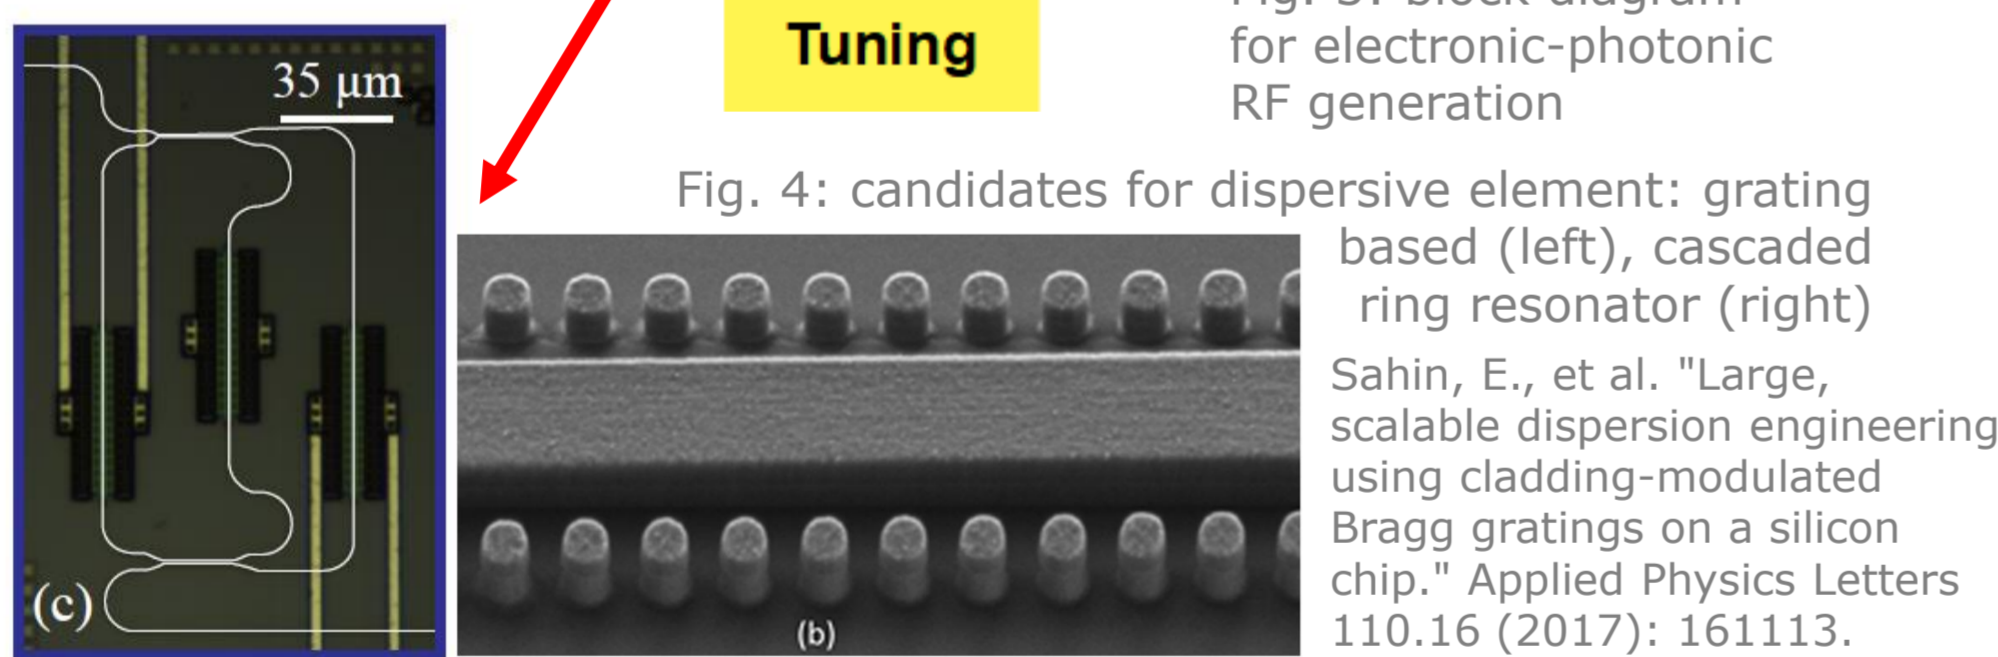 Tuning
for electronic-photonic
RF generation
35 μm
Fig. 4: candidates for dispersive element: grating
based (left), cascaded
ring resonator (right)
Sahin, E., et al. "Large,
scalable dispersion engineering
using cladding-modulated
Bragg gratings on a silicon
chip." Applied Physics Letters
110.16 (2017): 161113.
(c)
(b)